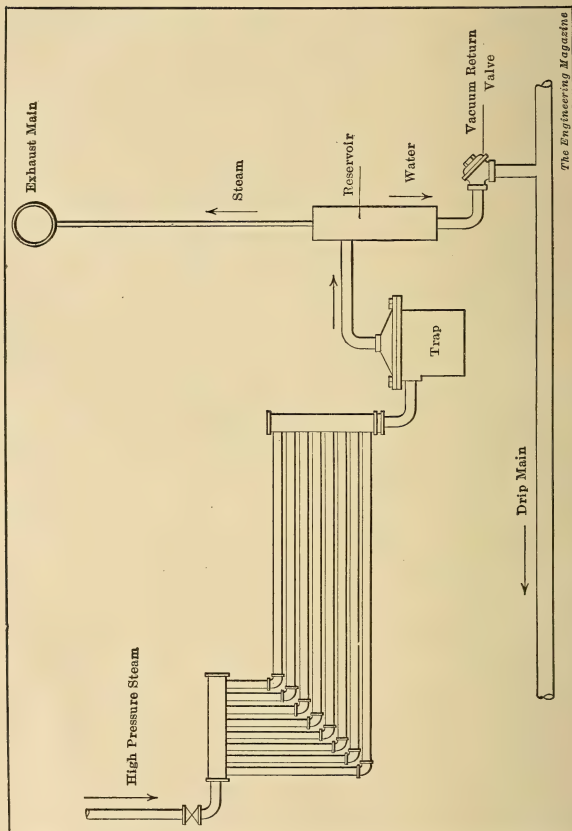 Exhaust Main
Steam
Reservoir
Water
Vacuum Return
Valve
Trap
High Pressure Steam
Drip Main
The Engineering Magazine